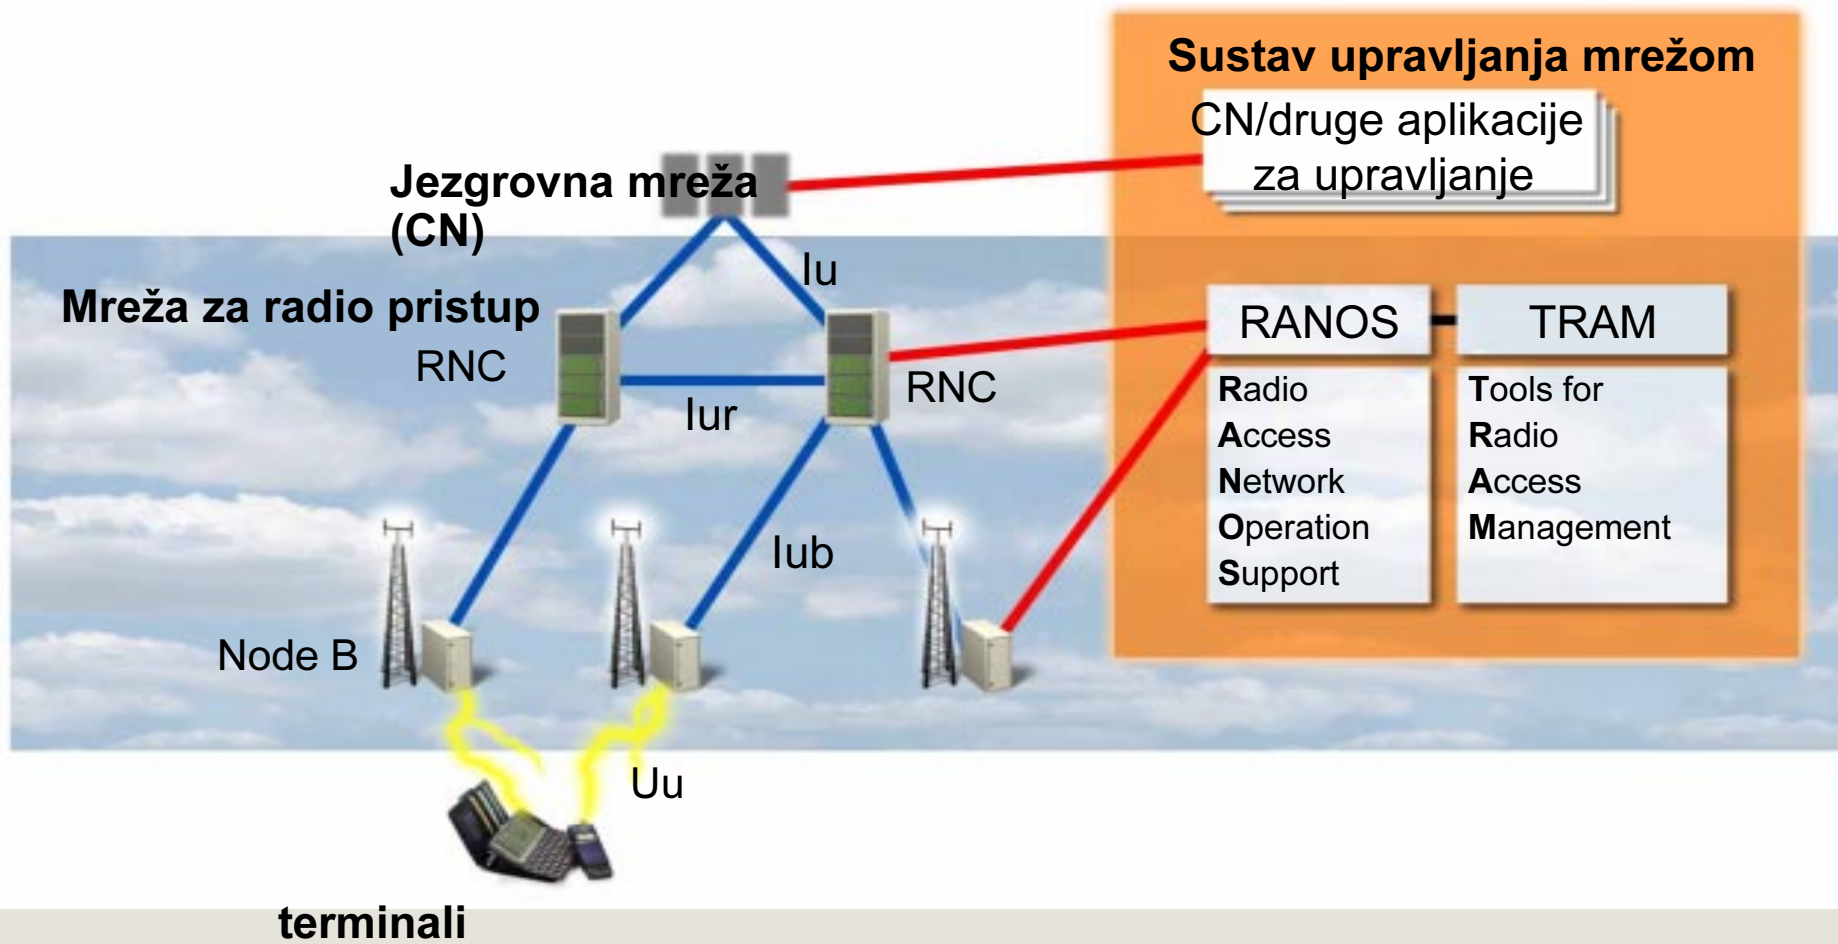 Sustav upravljanja mrežom
CN/druge aplikacije
za upravljanje
Jezgrovna mreža
(CN)
Iu
Mreža za radio pristup
RNC
RNC
Iur
RANOS
TRAM
Radio
Access
Network
Operation
Support
Tools for
Radio
Access
Management
Iub
Node B
Uu
terminali